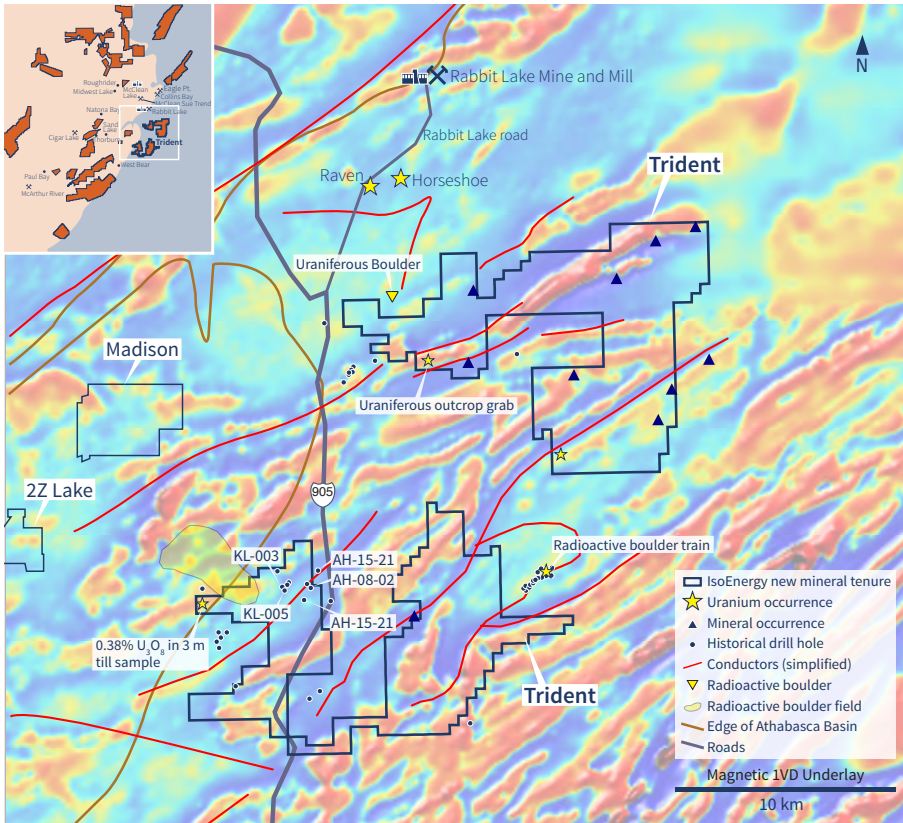 Roughrider
Midwest Lake
McClean
Lake
Eagle Pt.
Collins Bay
McClean Sue Trend
Rabbit Lake
Natona Bay
Sand
Lake
Cigar Lake
Trident
West Bear
Paul Bay
McArthur River
N
Rabbit Lake Mine and Mill
Rabbit Lake road
Raven
Horseshoe
Trident
Uraniferous Boulder
Madison
Uraniferous outcrop grab
2Z Lake
905
KL-003
AH-15-21
AH-08-02
KL-005
AH-15-21
Radioactive boulder train
0.38% U₃O₈ in 3 m
till sample
Trident
IsoEnergy new mineral tenure
Uranium occurrence
Mineral occurrence
Historical drill hole
Conductors (simplified)
Radioactive boulder
Radioactive boulder field
Edge of Athabasca Basin
Roads
Magnetic 1VD Underlay
10 km